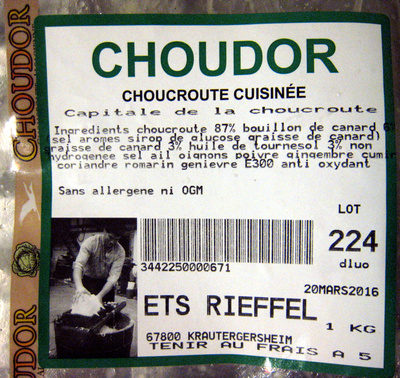 CHOUDOR
CHOUDOR
CHOUCROUTE CUISINÉE
Capitale de la choucroute
Ingredients choucroute 87% bouillon de canard 6%
sel aromes sirop de glucose graisse de canard)
graisse de canard 3% huile de tournesol 3% non
hydrogenee sel ail oignons poivre gingembre cumin
coriandre romarin genievre E300 anti oxydant
Sans allergene ni OGM
LOT
224
dluo
3442250000671
20MARS2016
ETS RIEFFEL
1 KG
67800 KRAUTERGERSHEIM
TENIR AU FRAIS A 5
UDOR